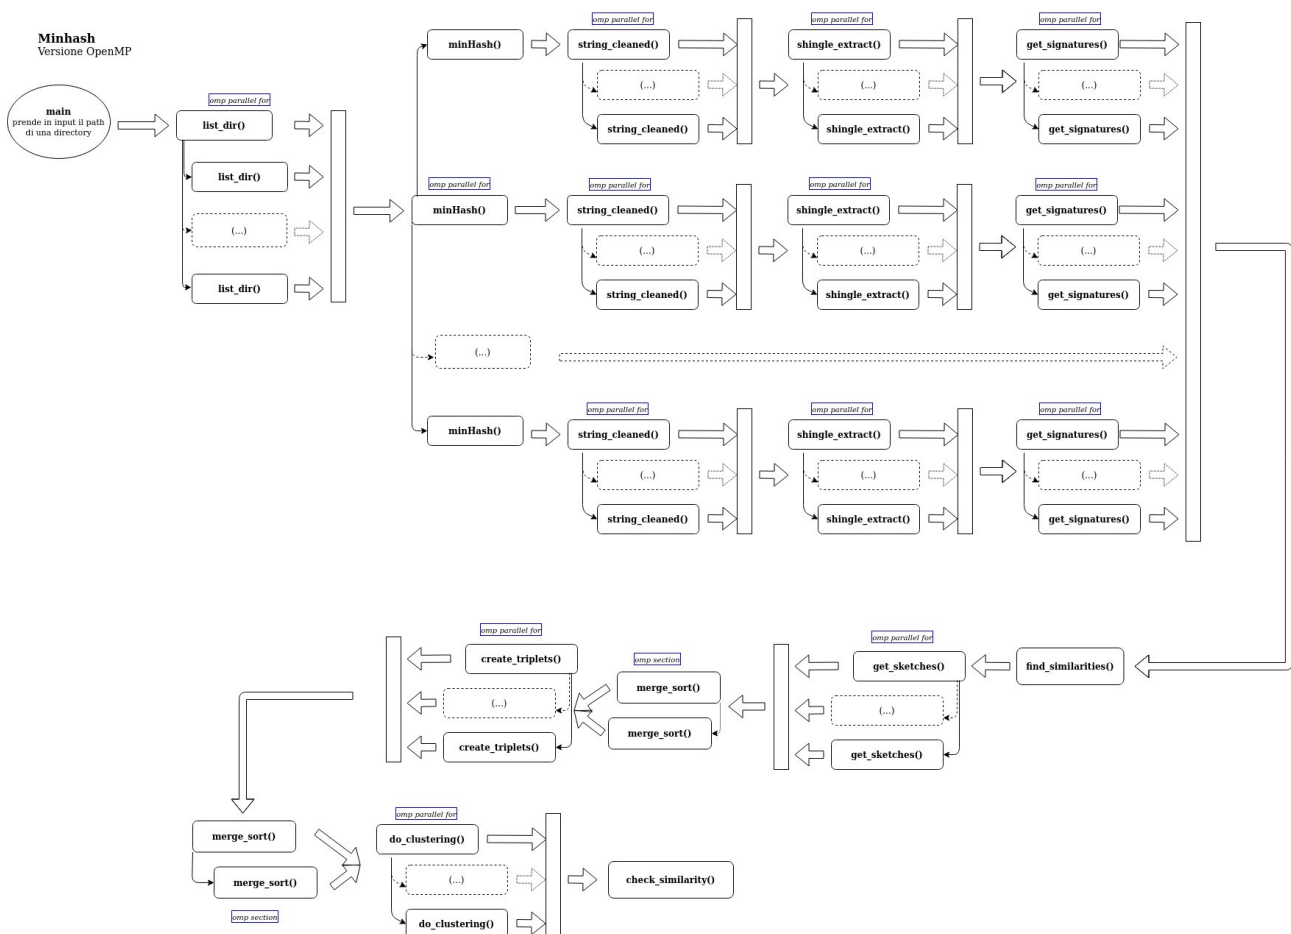 Minhash
Versione OpenMP
main
prende in input il path
di una directory
omp parallel for
list_dir()
list_dir()
(...)
list_dir()
minHash()
omp parallel for
string_cleaned()
(...)
string_cleaned()
omp parallel for
shingle_extract()
(...)
shingle_extract()
omp parallel for
get_signatures()
(...)
get_signatures()
omp parallel for
minHash()
omp parallel for
string_cleaned()
(...)
string_cleaned()
omp parallel for
shingle_extract()
(...)
shingle_extract()
omp parallel for
get_signatures()
(...)
get_signatures()
(...)
minHash()
omp parallel for
string_cleaned()
(...)
string_cleaned()
omp parallel for
shingle_extract()
(...)
shingle_extract()
omp parallel for
get_signatures()
(...)
get_signatures()
find_similarities()
omp parallel for
get_sketches()
(...)
get_sketches()
omp section
merge_sort()
merge_sort()
omp parallel for
create_triplets()
(...)
create_triplets()
merge_sort()
merge_sort()
omp section
omp parallel for
do_clustering()
(...)
do_clustering()
check_similarity()